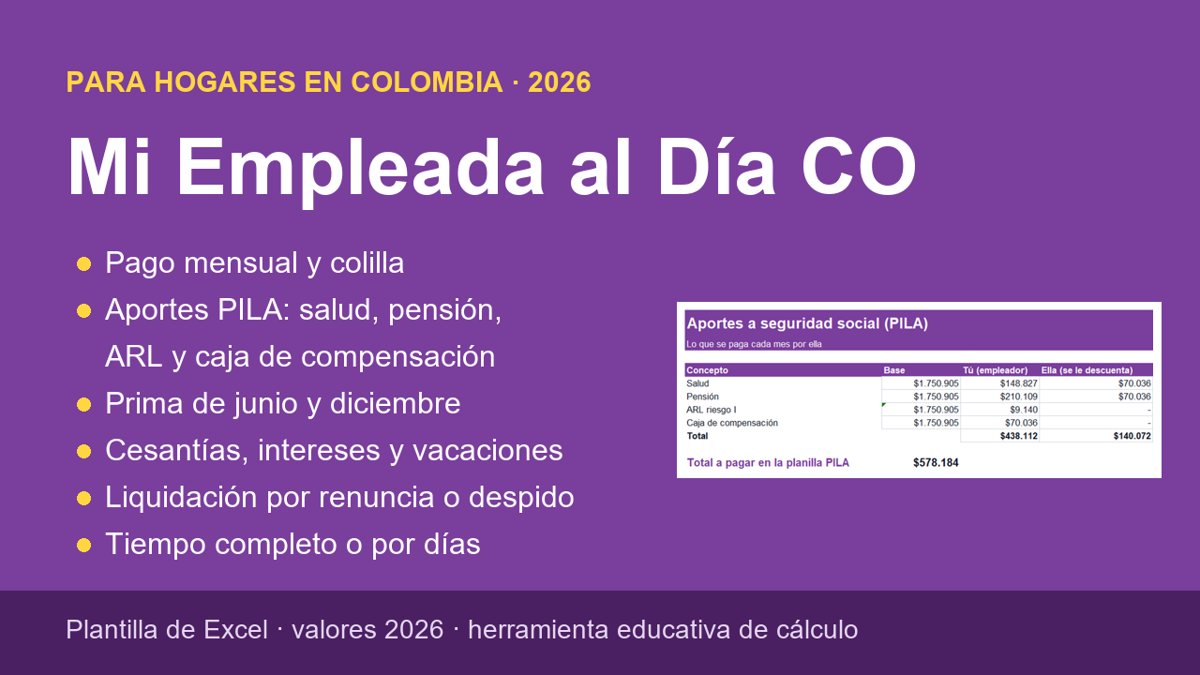 PARA HOGARES EN COLOMBIA · 2026
Mi Empleada al Día CO
Pago mensual y colilla
Aportes PILA: salud, pensión,
ARL y caja de compensación
Prima de junio y diciembre
Cesantías, intereses y vacaciones
Liquidación por renuncia o despido
Tiempo completo o por días
Aportes a seguridad social (PILA)
Lo que se paga cada mes por ella
Concepto Base Tú (empleador) Ella (se le descuenta)
Salud $1.750.905 $148.827 $70.036
Pensión $1.750.905 $210.109 $70.036
ARL riesgo I $1.750.905 $9.140 -
Caja de compensación $1.750.905 $70.036 -
Total $438.112 $140.072
Total a pagar en la planilla PILA $578.184
Plantilla de Excel · valores 2026 · herramienta educativa de cálculo